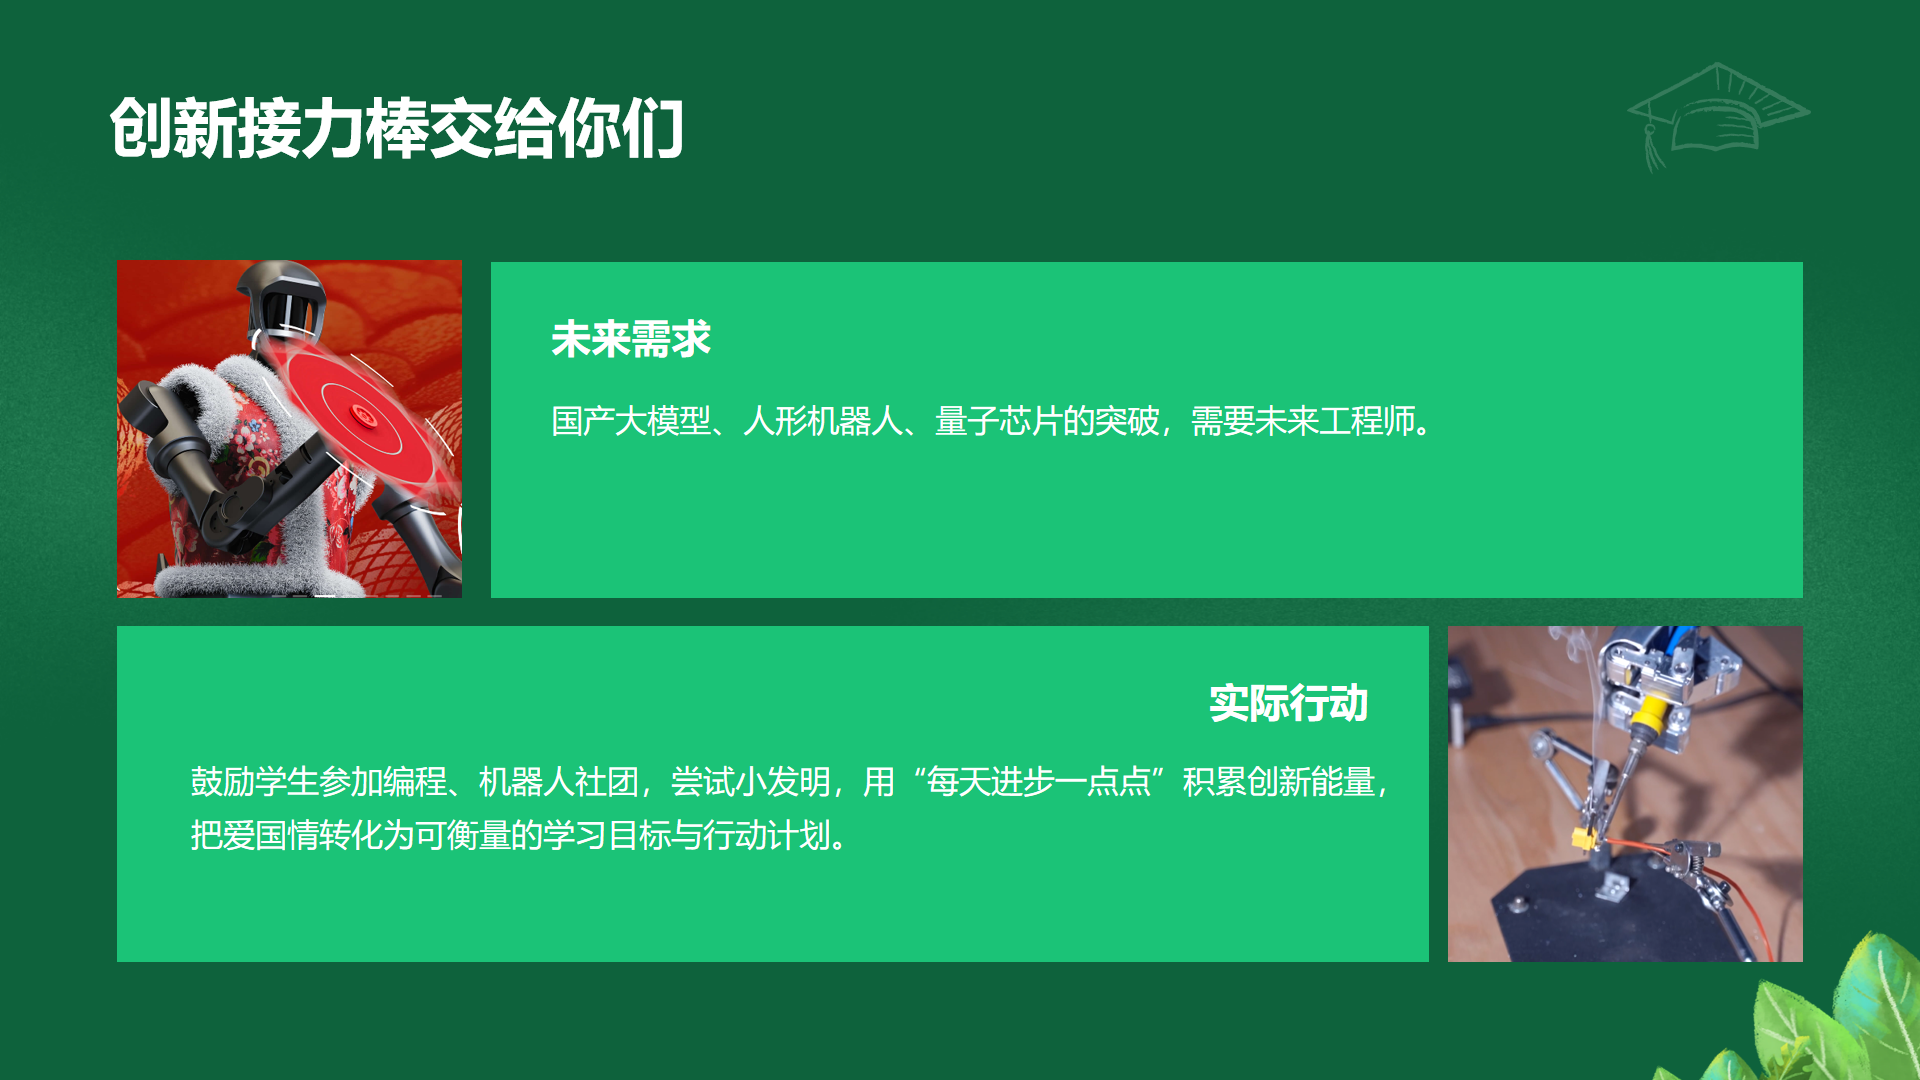 创新接力棒交给你们
未来需求
国产大模型、人形机器人、量子芯片的突破，需要未来工程师。
实际行动
鼓励学生参加编程、机器人社团，尝试小发明，用“每天进步一点点”积累创新能量，
把爱国情转化为可衡量的学习目标与行动计划。